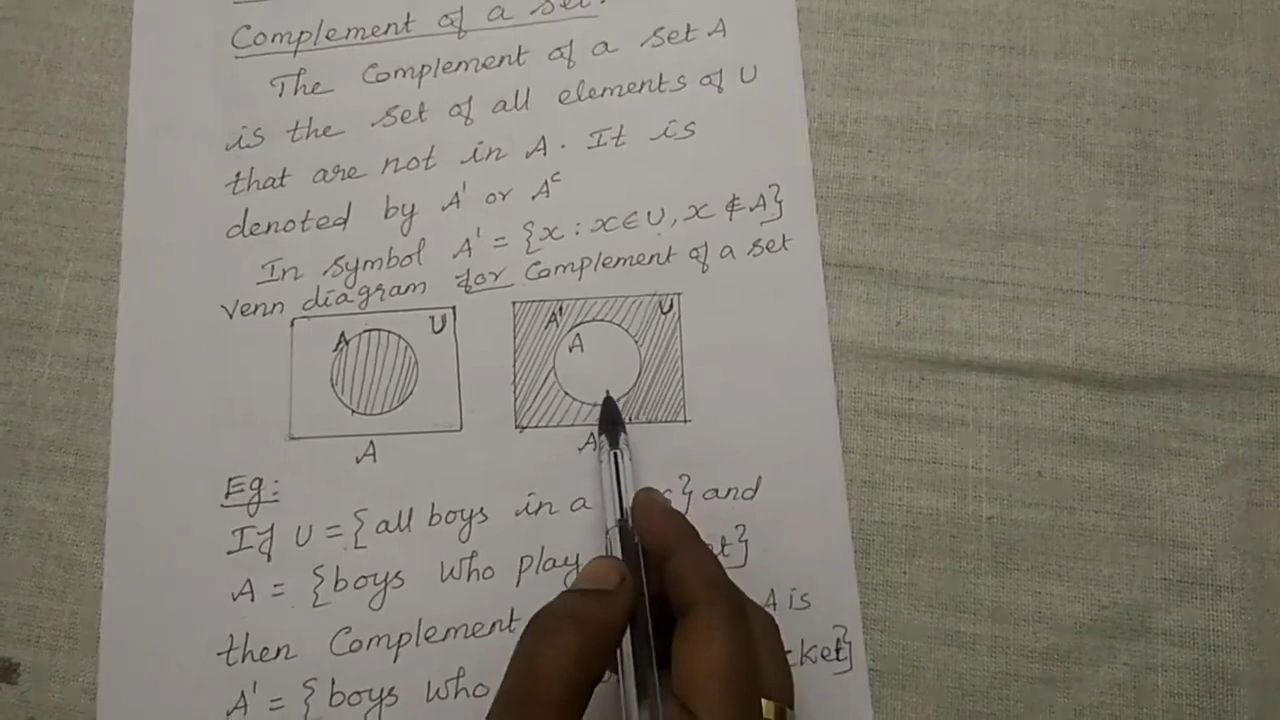 Complement of a set.
The Complement of a set A
is the set of all elements of U
that are not in A. It is
denoted by A' or Aᶜ
In symbol A' = {x : x ∈ U, x ∉ A}
Venn diagram for Complement of a set
A U
A' A U
A
A
Eg:
If U = {all boys in a } and
A = {boys who play }
then Complement A is
A' = {boys who }